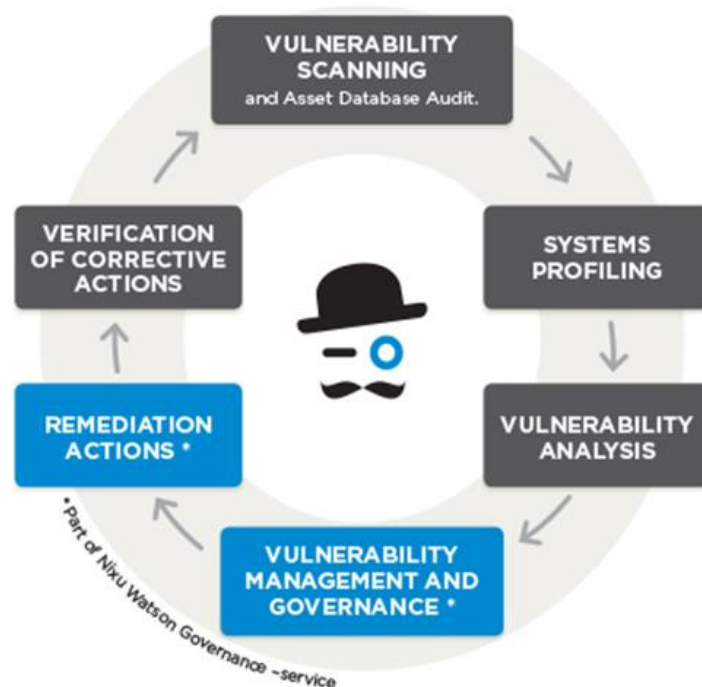 VULNERABILITY
SCANNING
and Asset Database Audit.
SYSTEMS
PROFILING
VULNERABILITY
ANALYSIS
VULNERABILITY
MANAGEMENT AND
GOVERNANCE *
REMEDIATION
ACTIONS *
VERIFICATION
OF CORRECTIVE
ACTIONS
* Part of Nixu Watson Governance –service